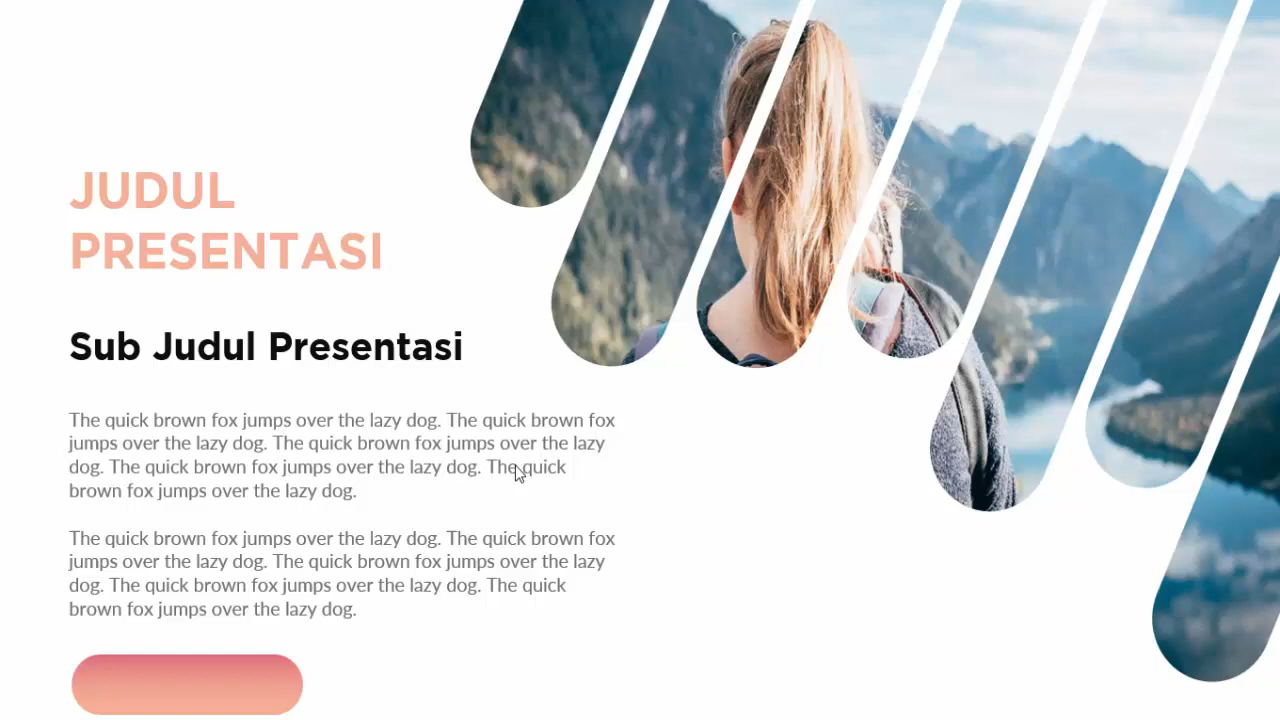 JUDUL
PRESENTASI
Sub Judul Presentasi
The quick brown fox jumps over the lazy dog. The quick brown fox
jumps over the lazy dog. The quick brown fox jumps over the lazy
dog. The quick brown fox jumps over the lazy dog. The quick
brown fox jumps over the lazy dog.
The quick brown fox jumps over the lazy dog. The quick brown fox
jumps over the lazy dog. The quick brown fox jumps over the lazy
dog. The quick brown fox jumps over the lazy dog. The quick
brown fox jumps over the lazy dog.